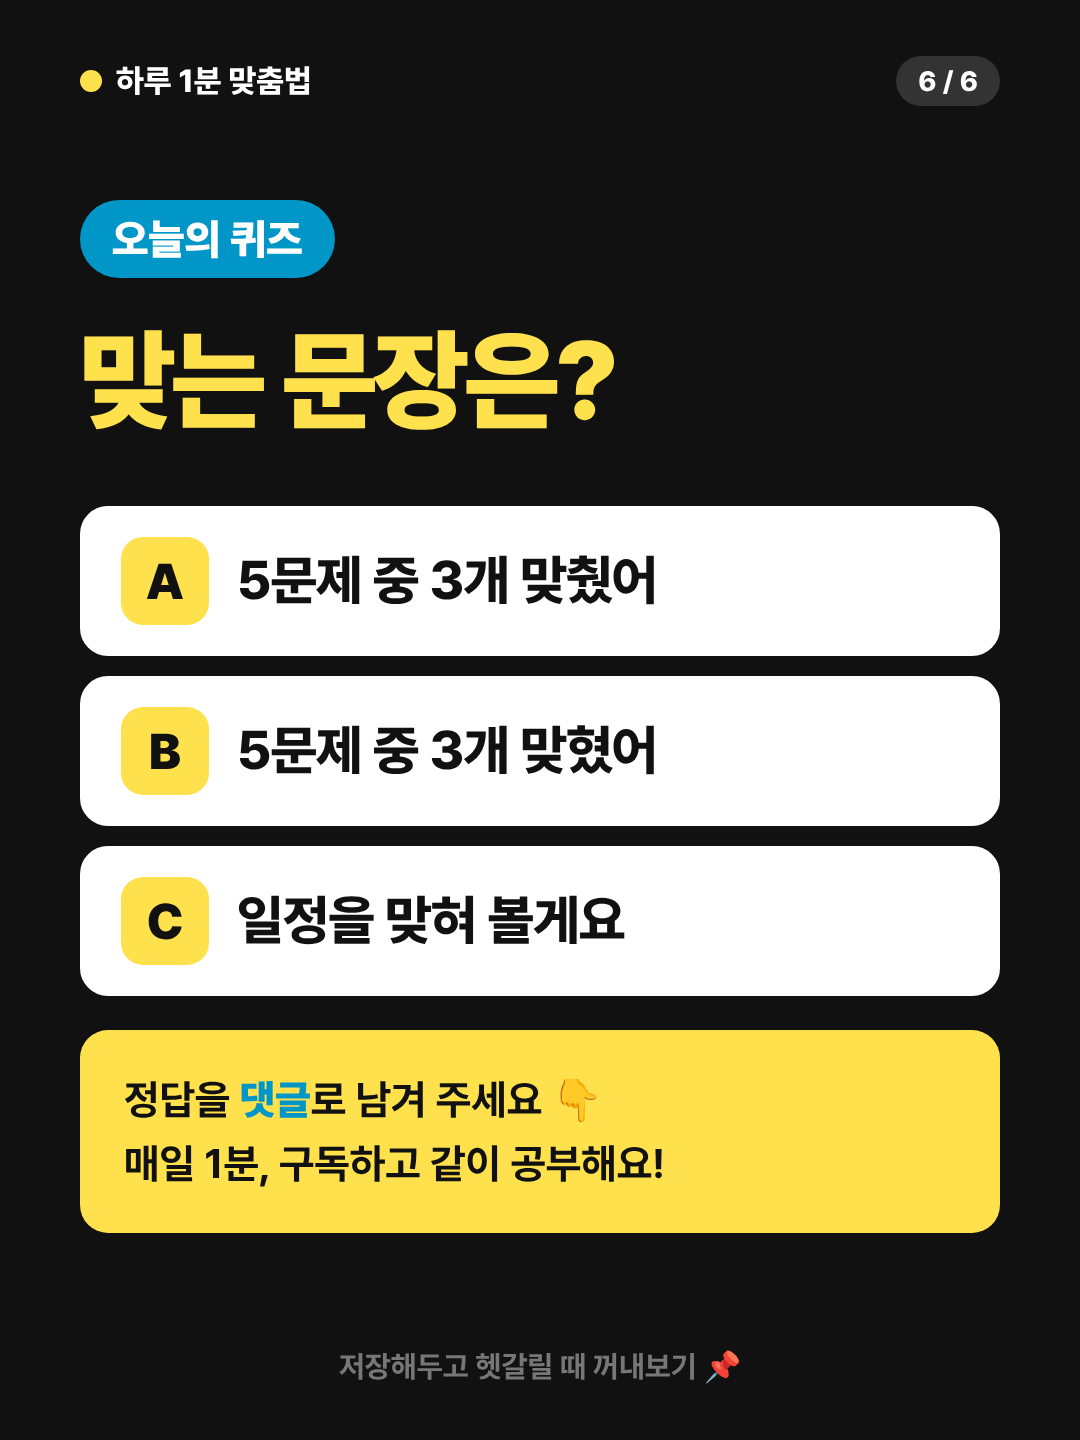 하루 1분 맞춤법
6 / 6
오늘의 퀴즈
맞는 문장은?
A 5문제 중 3개 맞췄어
B 5문제 중 3개 맞혔어
C 일정을 맞혀 볼게요
정답을 댓글로 남겨 주세요 👇
매일 1분, 구독하고 같이 공부해요!
저장해두고 헷갈릴 때 꺼내보기 📌